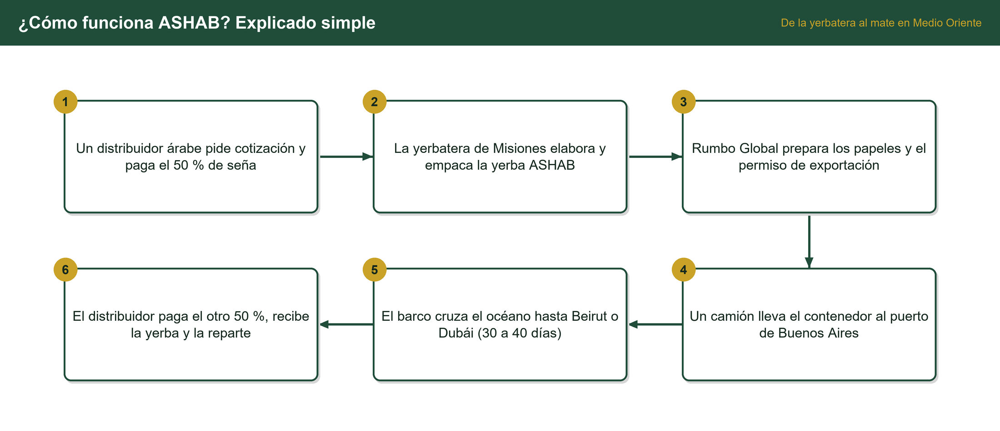 ¿Cómo funciona ASHAB? Explicado simple
De la yerbatera al mate en Medio Oriente
1
Un distribuidor árabe pide cotización y
paga el 50 % de seña
2
La yerbatera de Misiones elabora y
empaca la yerba ASHAB
3
Rumbo Global prepara los papeles y el
permiso de exportación
4
Un camión lleva el contenedor al puerto
de Buenos Aires
5
El barco cruza el océano hasta Beirut o
Dubái (30 a 40 días)
6
El distribuidor paga el otro 50 %, recibe
la yerba y la reparte